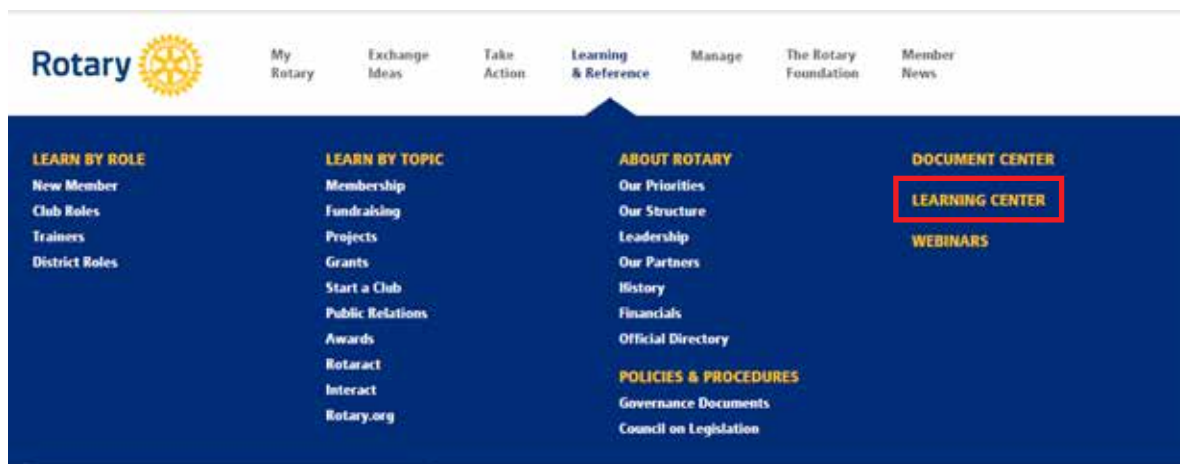 Rotary
My
Rotary
Exchange
Ideas
Take
Action
Learning
& Reference
Manage
The Rotary
Foundation
Member
News
LEARN BY ROLE
New Member
Club Roles
Trainers
District Roles
LEARN BY TOPIC
Membership
Fundraising
Projects
Grants
Start a Club
Public Relations
Awards
Rotaract
Interact
Rotary.org
ABOUT ROTARY
Our Priorities
Our Structure
Leadership
Our Partners
History
Financials
Official Directory
POLICIES & PROCEDURES
Governance Documents
Council on Legislation
DOCUMENT CENTER
LEARNING CENTER
WEBINARS